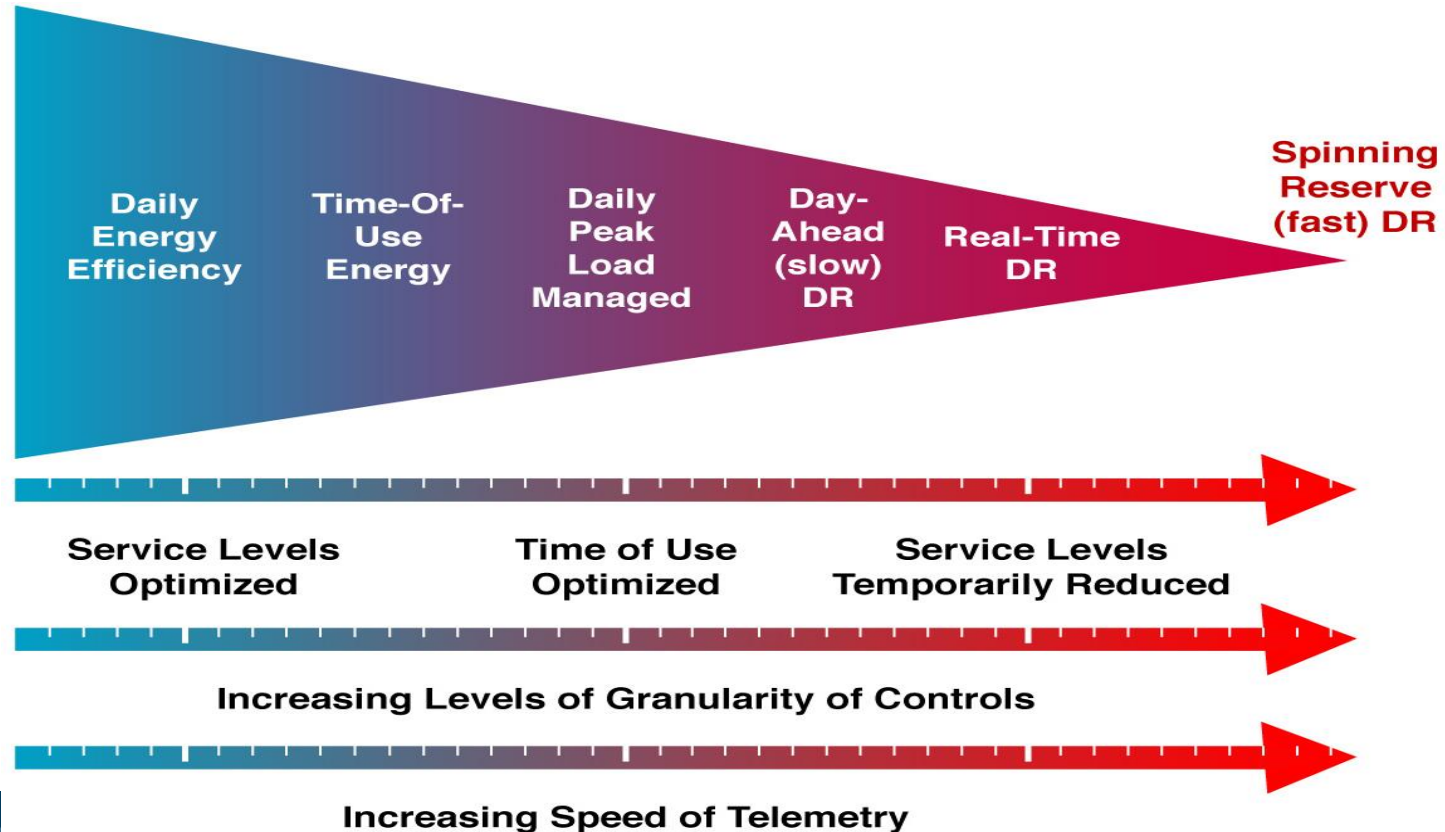 Daily
Energy
Efficiency
Time-Of-
Use
Energy
Daily
Peak
Load
Managed
Day-
Ahead
(slow)
DR
Real-Time
DR
Spinning
Reserve
(fast) DR
Service Levels
Optimized
Time of Use
Optimized
Service Levels
Temporarily Reduced
Increasing Levels of Granularity of Controls
Increasing Speed of Telemetry